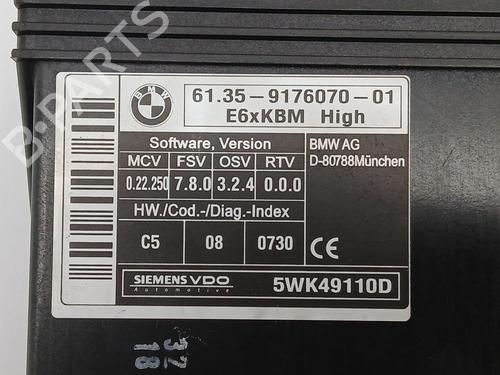 BMW
61.35-9176070-01
E6xKBM High
Software, Version
MCV FSV OSV RTV
0.22.250 7.8.0 3.2.4 0.0.0
HW./Cod.-/Diag.-Index
C5 08 0730
BMW AG
D-80788München
CE
SIEMENS VDO
Automotive
5WK49110D
B-PARTS